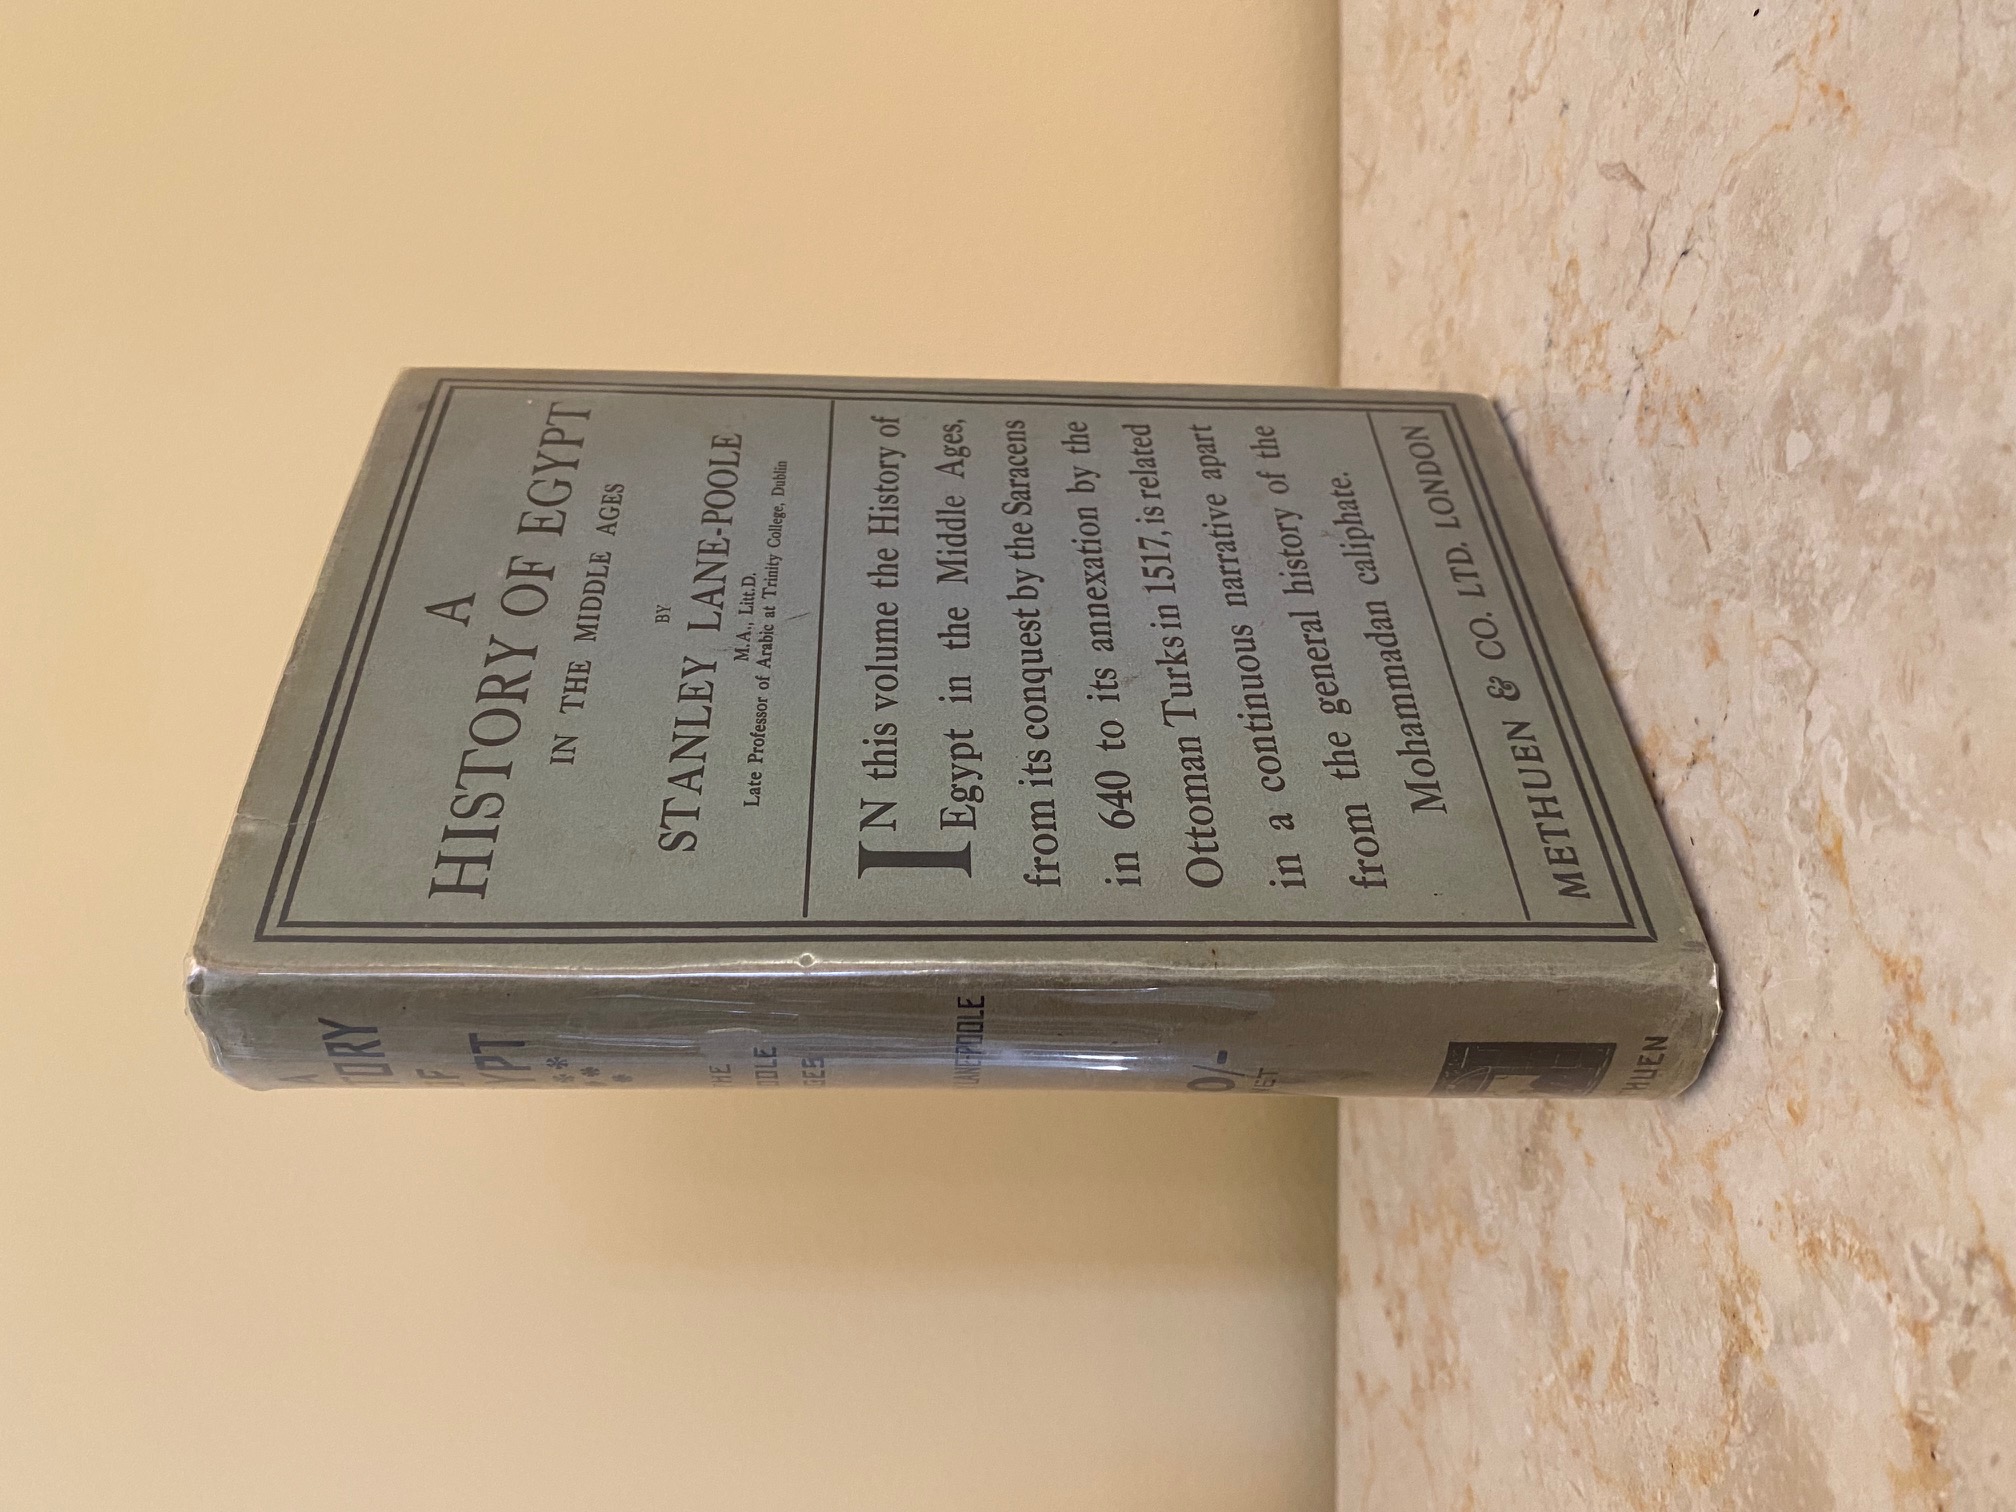 A
HISTORY OF EGYPT
IN THE MIDDLE AGES
BY
STANLEY LANE-POOLE
M.A., Litt.D.
Late Professor of Arabic at Trinity College, Dublin
IN this volume the History of
Egypt in the Middle Ages,
from its conquest by the Saracens
in 640 to its annexation by the
Ottoman Turks in 1517, is related
in a continuous narrative apart
from the general history of the
Mohammadan caliphate.
METHUEN & CO. LTD. LONDON
A
LANE-POOLE